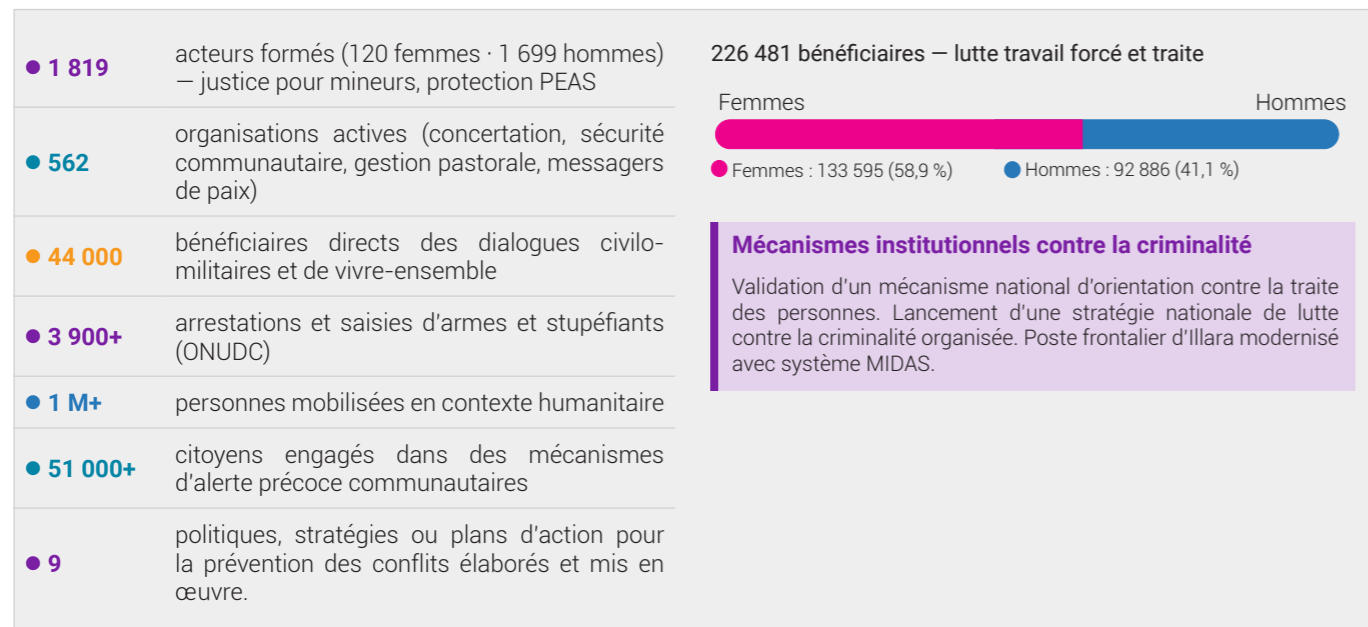 1 819
acteurs formés (120 femmes · 1 699 hommes)
— justice pour mineurs, protection PEAS
562
organisations actives (concertation, sécurité
communautaire, gestion pastorale, messagers
de paix)
44 000
bénéficiaires directs des dialogues civilo-
militaires et de vivre-ensemble
3 900+
arrestations et saisies d'armes et stupéfiants
(ONUDC)
1 M+
personnes mobilisées en contexte humanitaire
51 000+
citoyens engagés dans des mécanismes
d'alerte précoce communautaires
9
politiques, stratégies ou plans d'action pour
la prévention des conflits élaborés et mis en
œuvre.
226 481 bénéficiaires — lutte travail forcé et traite
Femmes Hommes
Femmes : 133 595 (58,9 %) Hommes : 92 886 (41,1 %)
Mécanismes institutionnels contre la criminalité
Validation d'un mécanisme national d'orientation contre la traite
des personnes. Lancement d'une stratégie nationale de lutte
contre la criminalité organisée. Poste frontalier d'Illara modernisé
avec système MIDAS.